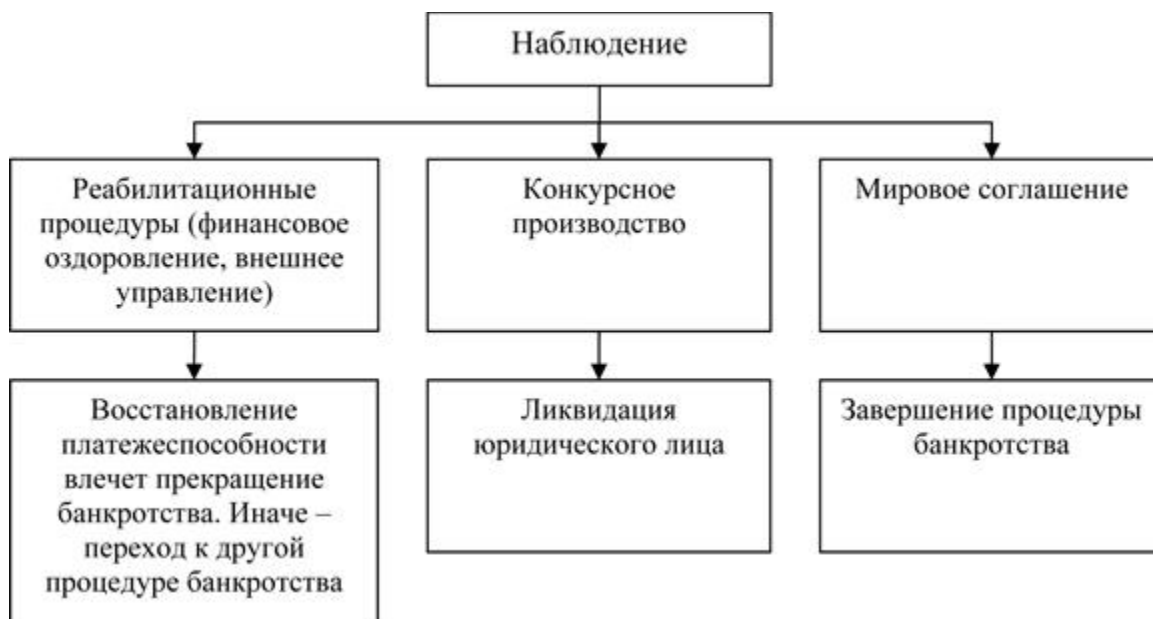 Наблюдение
Реабилитационные
процедуры (финансовое
оздоровление, внешнее
управление)
Конкурсное
производство
Мировое соглашение
Восстановление
платежеспособности
влечет прекращение
банкротства. Иначе –
переход к другой
процедуре банкротства
Ликвидация
юридического лица
Завершение процедуры
банкротства